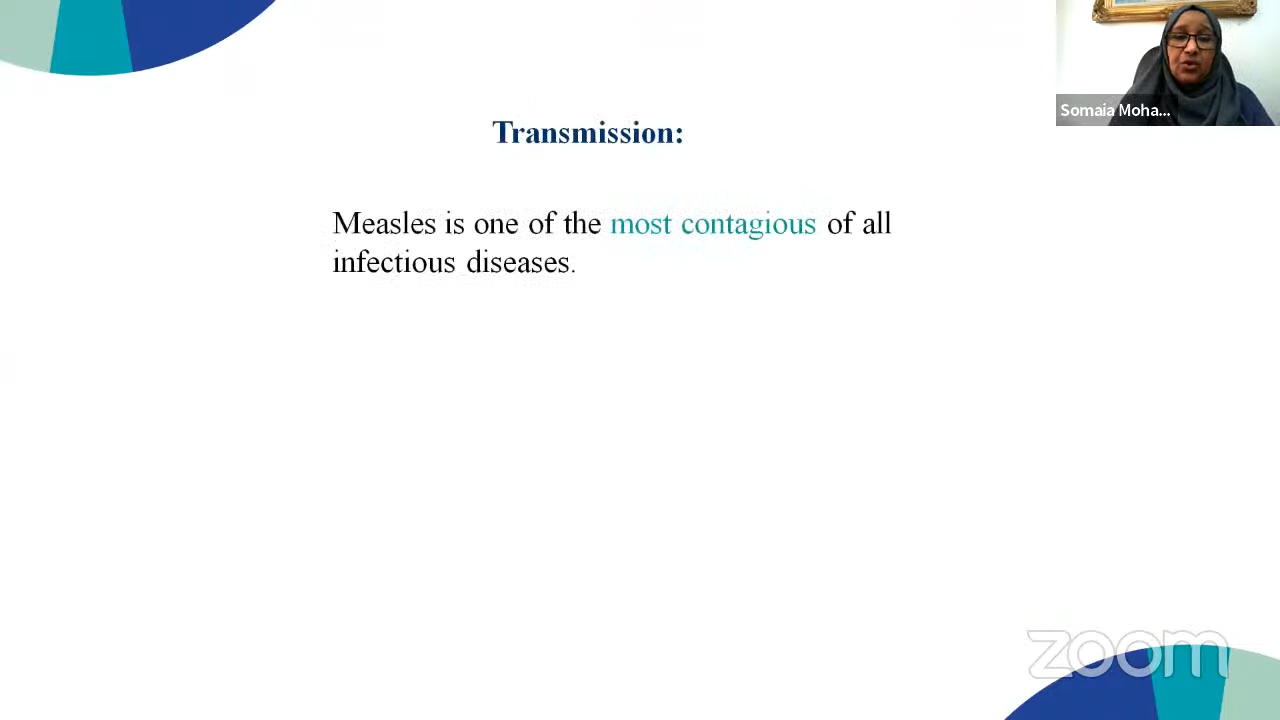 Transmission:
Somaia Moha...
Measles is one of the most contagious of all
infectious diseases.
zoom